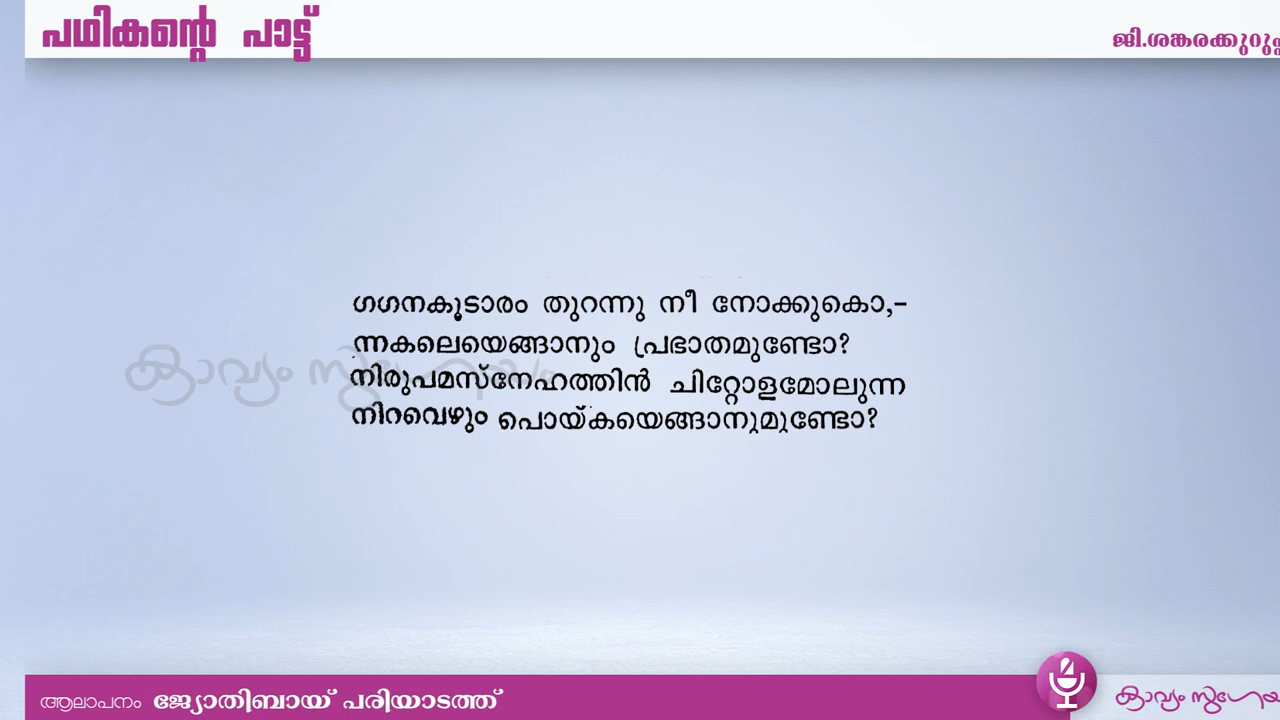 പഥികന്റെ പാട്ട്
ജി.ശങ്കരക്കുറുപ്പ
ഗഗനകൂടാരം തുറന്നു നീ നോക്കുകൊ,–
ന്നകലെയെങ്ങാനും പ്രഭാതമുണ്ടോ?
നിരുപമസ്നേഹത്തിൻ ചിറ്റോളമോലുന്ന
നിറവെഴും പൊയ്കയെങ്ങാനുമുണ്ടോ?
കാവ്യം സുഗേയം
ആലാപനം ജ്യോതിബായ് പരിയാടത്ത്
കാവ്യം സുഗേയ